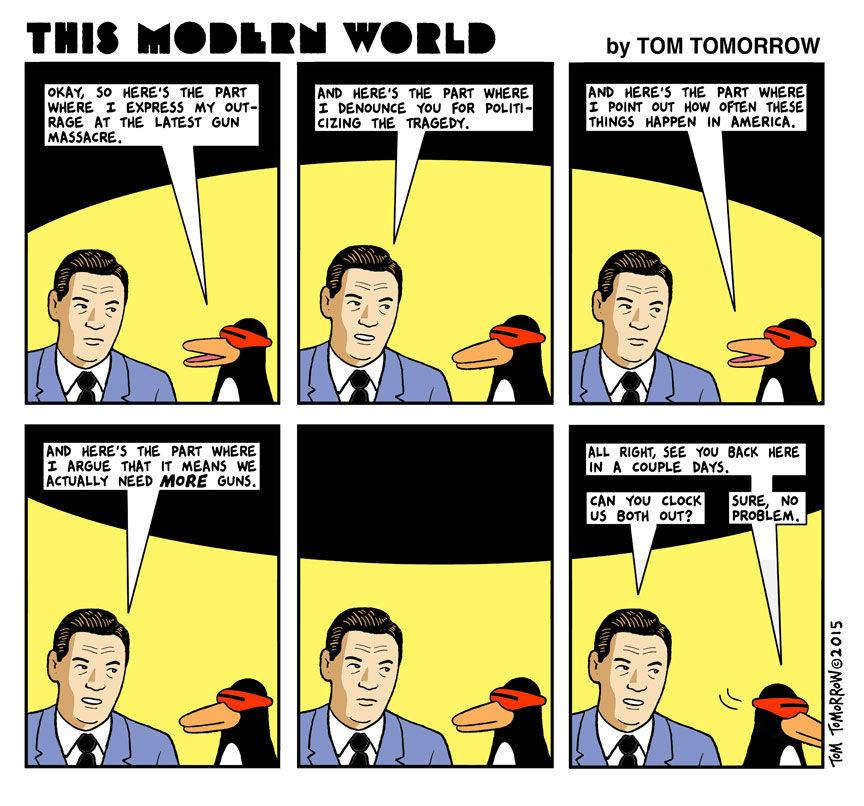 THIS MODERN WORLD
by TOM TOMORROW
OKAY, SO HERE'S THE PART
WHERE I EXPRESS MY OUT-
RAGE AT THE LATEST GUN
MASSACRE.
AND HERE'S THE PART WHERE
I DENOUNCE YOU FOR POLITI-
CIZING THE TRAGEDY.
AND HERE'S THE PART WHERE
I POINT OUT HOW OFTEN THESE
THINGS HAPPEN IN AMERICA.
AND HERE'S THE PART WHERE
I ARGUE THAT IT MEANS WE
ACTUALLY NEED MORE GUNS.
ALL RIGHT, SEE YOU BACK HERE
IN A COUPLE DAYS.
CAN YOU CLOCK
US BOTH OUT?
SURE, NO
PROBLEM.
TOM TOMORROW©2015